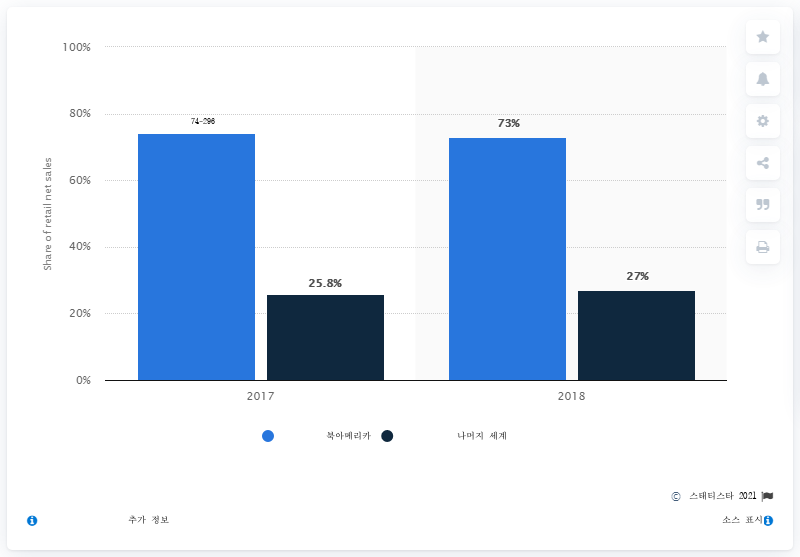 100%
80%
60%
40%
20%
0%
Share of retail net sales
74-296
25.8%
73%
27%
2017
2018
북아메리카
나머지 세계
© 스태티스타 2021
추가 정보
소스 표시